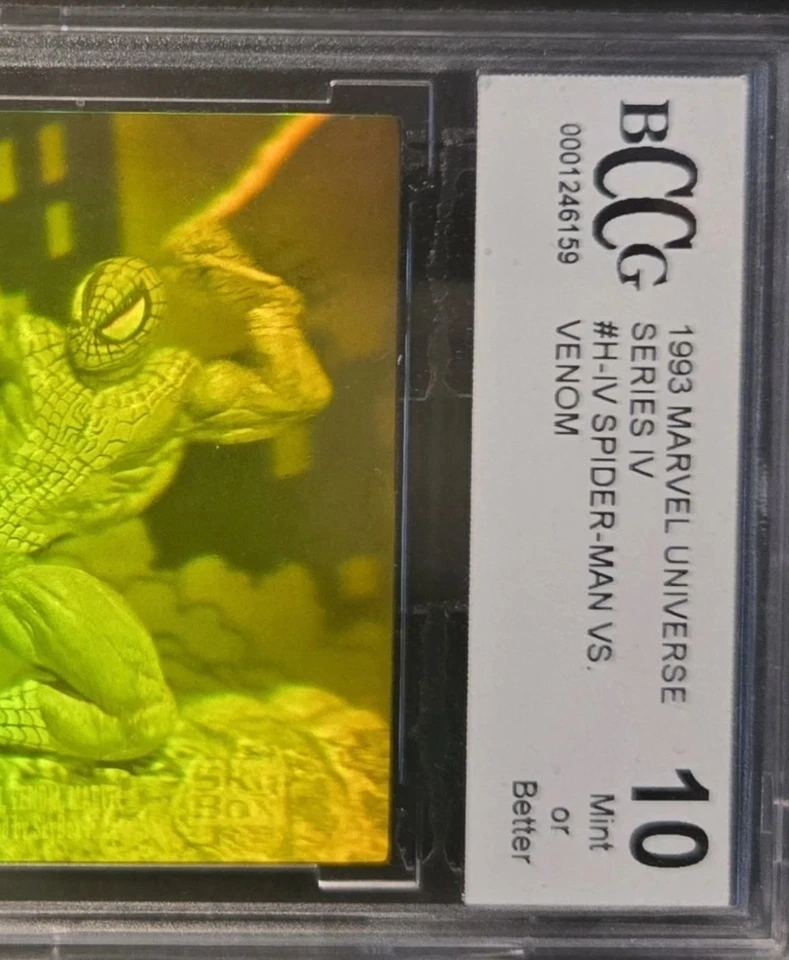 BCCG
0001246159
1993 MARVEL UNIVERSE
SERIES IV
#H-IV SPIDER-MAN VS.
VENOM
10
Mint
or
Better